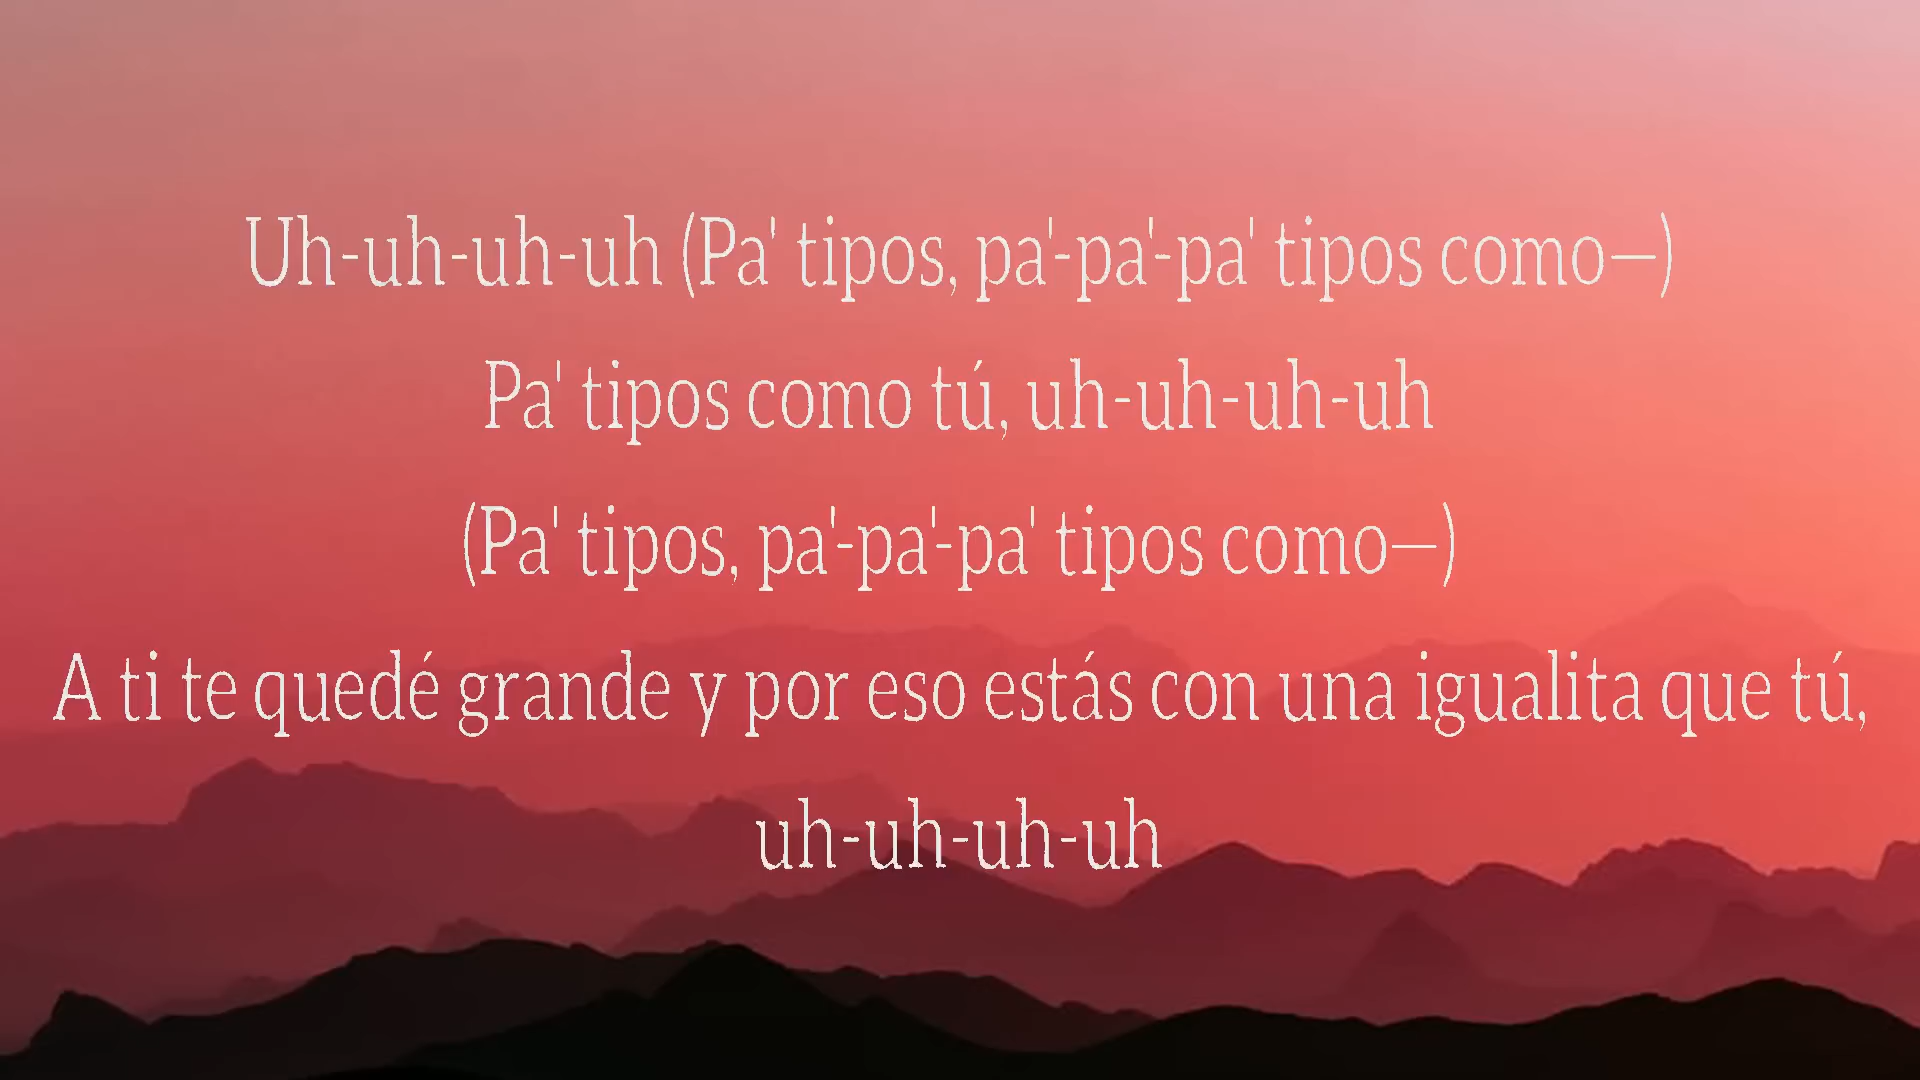 Uh-uh-uh-uh (Pa' tipos, pa'-pa'-pa' tipos como—)
Pa' tipos como tú, uh-uh-uh-uh
(Pa' tipos, pa'-pa'-pa' tipos como—)
A ti te quedé grande y por eso estás con una igualita que tú,
uh-uh-uh-uh